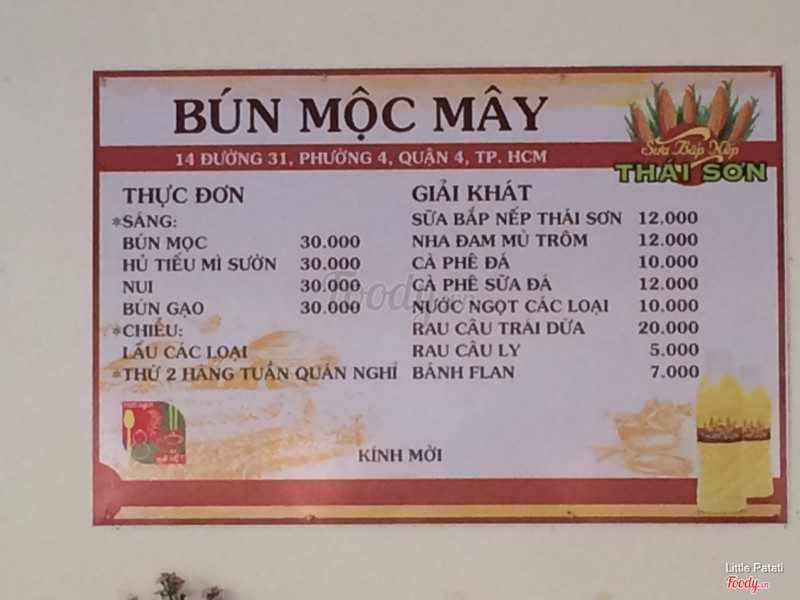 BÚN MỘC MÂY
Sữa Bắp Nếp
THÁI SƠN
14 ĐƯỜNG 31, PHƯỜNG 4, QUẬN 4, TP. HCM
THỰC ĐƠN
*SÁNG:
BÚN MỌC 30.000
HỦ TIẾU MÌ SƯỜN 30.000
NUI 30.000
BÚN GẠO 30.000
*CHIỀU:
LẨU CÁC LOẠI
*THỨ 2 HÀNG TUẦN QUÁN NGHỈ
GIẢI KHÁT
SỮA BẮP NẾP THÁI SƠN 12.000
NHA ĐAM MỦ TRÔM 12.000
CÀ PHÊ ĐÁ 10.000
CÀ PHÊ SỮA ĐÁ 12.000
NƯỚC NGỌT CÁC LOẠI 10.000
RAU CÂU TRÁI DỪA 20.000
RAU CÂU LY 5.000
BÁNH FLAN 7.000
KÍNH MỜI
Foody.vn
Little Patati
Foody.vn